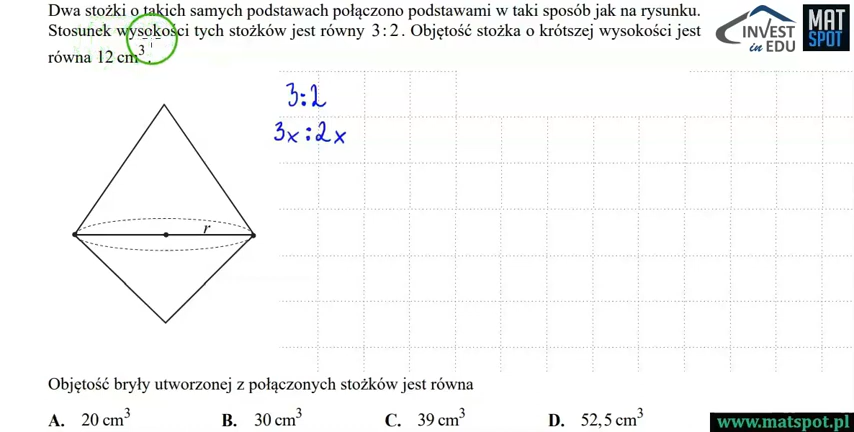 Dwa stożki o takich samych podstawach połączono podstawami w taki sposób jak na rysunku.
Stosunek wysokości tych stożków jest równy 3 : 2. Objętość stożka o krótszej wysokości jest
równa 12 cm³.
INVEST
in EDU
MAT
SPOT
3:2
3x:2x
r
Objętość bryły utworzonej z połączonych stożków jest równa
A. 20 cm³ B. 30 cm³ C. 39 cm³ D. 52,5 cm³
www.matspot.pl